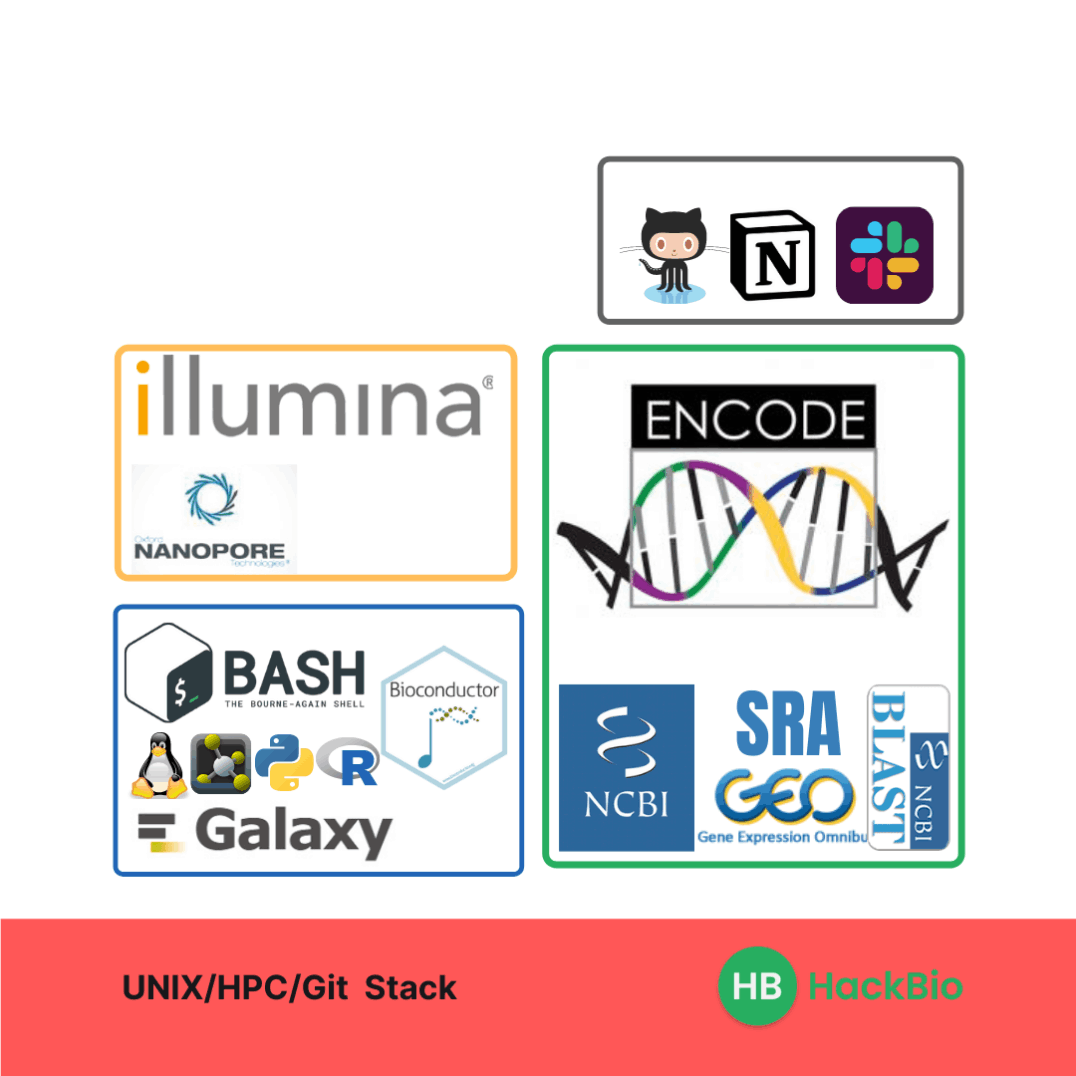 N
illumina®
Oxford
NANOPORE
Technologies®
ENCODE
$
BASH
THE BOURNE-AGAIN SHELL
Bioconductor
R
Galaxy
NCBI
SRA
GEO
Gene Expression Omnibu
BLAST
NCBI
UNIX/HPC/Git Stack
HB HackBio